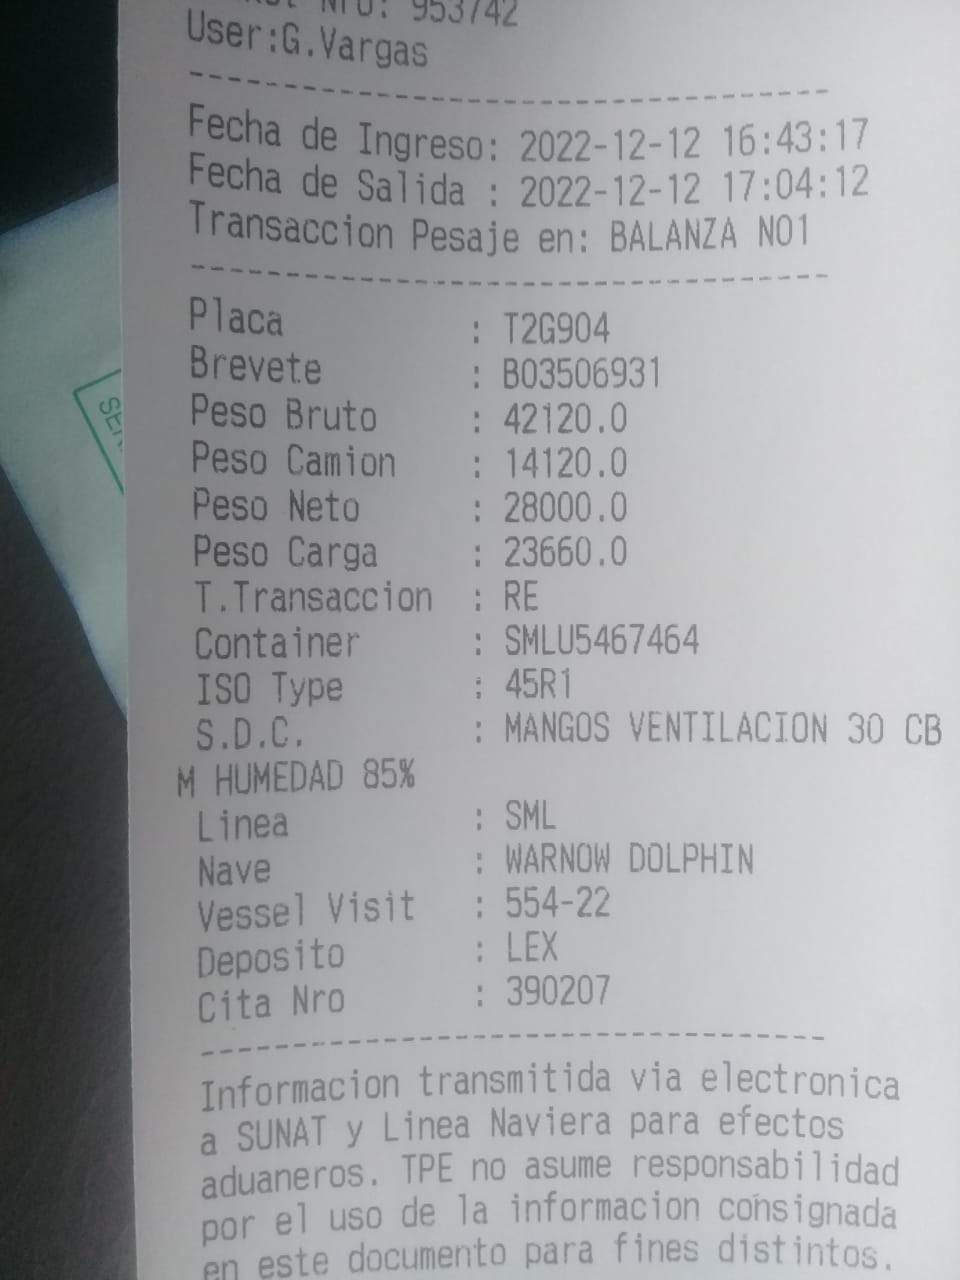 Nro: 953742
User:G.Vargas
--------------------------------
Fecha de Ingreso: 2022-12-12 16:43:17
Fecha de Salida : 2022-12-12 17:04:12
Transaccion Pesaje en: BALANZA NO1
--------------------------------
Placa : T2G904
Brevete : B03506931
Peso Bruto : 42120.0
Peso Camion : 14120.0
Peso Neto : 28000.0
Peso Carga : 23660.0
T.Transaccion : RE
Container : SMLU5467464
ISO Type : 45R1
S.D.C. : MANGOS VENTILACION 30 CB
M HUMEDAD 85%
Linea : SML
Nave : WARNOW DOLPHIN
Vessel Visit : 554-22
Deposito : LEX
Cita Nro : 390207
--------------------------------
Informacion transmitida via electronica
a SUNAT y Linea Naviera para efectos
aduaneros. TPE no asume responsabilidad
por el uso de la informacion consignada
en este documento para fines distintos.